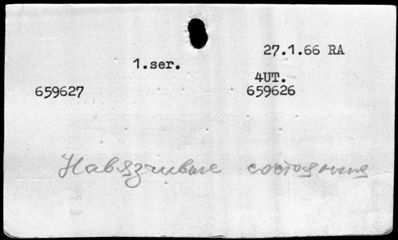 27.1.66 RA
1.ser.
4UT.
659627 659626
Навязчивые состояния